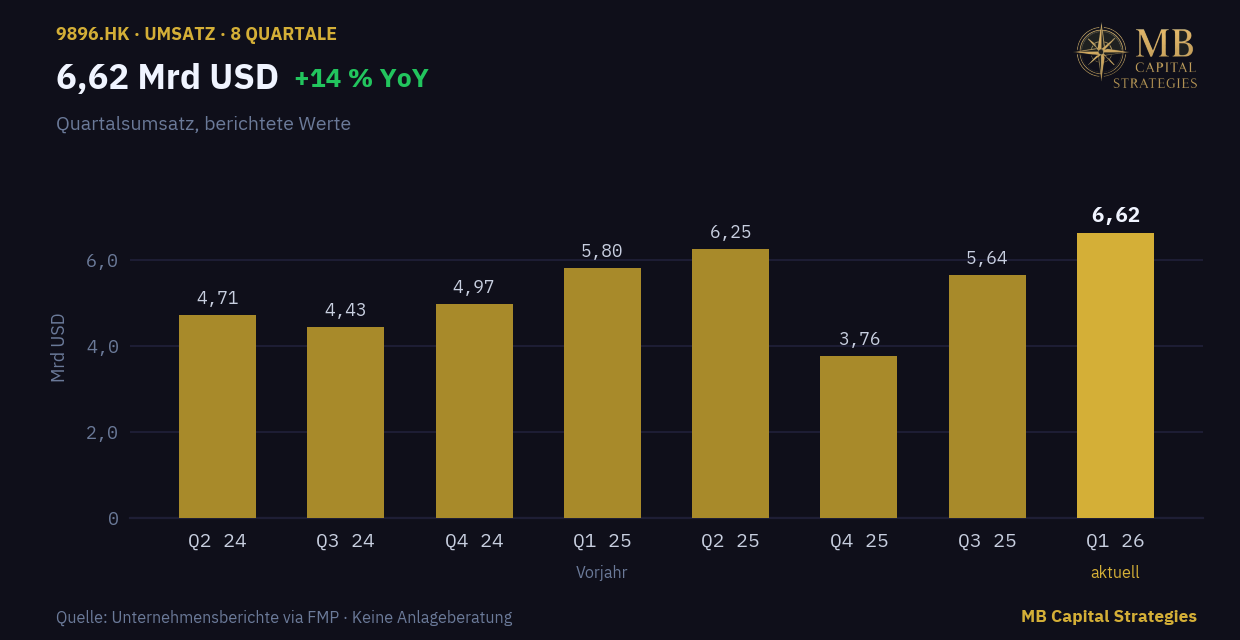 9896.HK · UMSATZ · 8 QUARTALE
6,62 Mrd USD +14 % YoY
Quartalsumsatz, berichtete Werte
MB
CAPITAL
STRATEGIES
Mrd USD
6,0
4,0
2,0
0
4,71
4,43
4,97
5,80
6,25
3,76
5,64
6,62
Q2 24
Q3 24
Q4 24
Q1 25
Q2 25
Q4 25
Q3 25
Q1 26
Vorjahr
aktuell
Quelle: Unternehmensberichte via FMP · Keine Anlageberatung
MB Capital Strategies